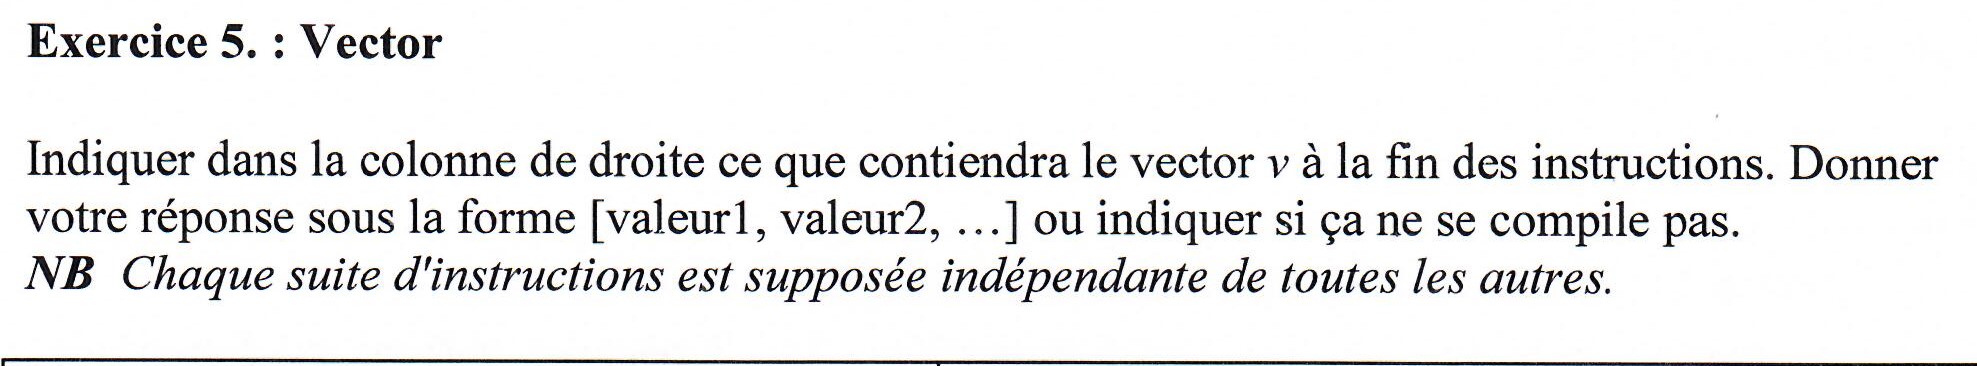 Exercice 5. : Vector
Indiquer dans la colonne de droite ce que contiendra le vector v à la fin des instructions. Donner
votre réponse sous la forme [valeur1, valeur2, …] ou indiquer si ça ne se compile pas.
NB Chaque suite d'instructions est supposée indépendante de toutes les autres.